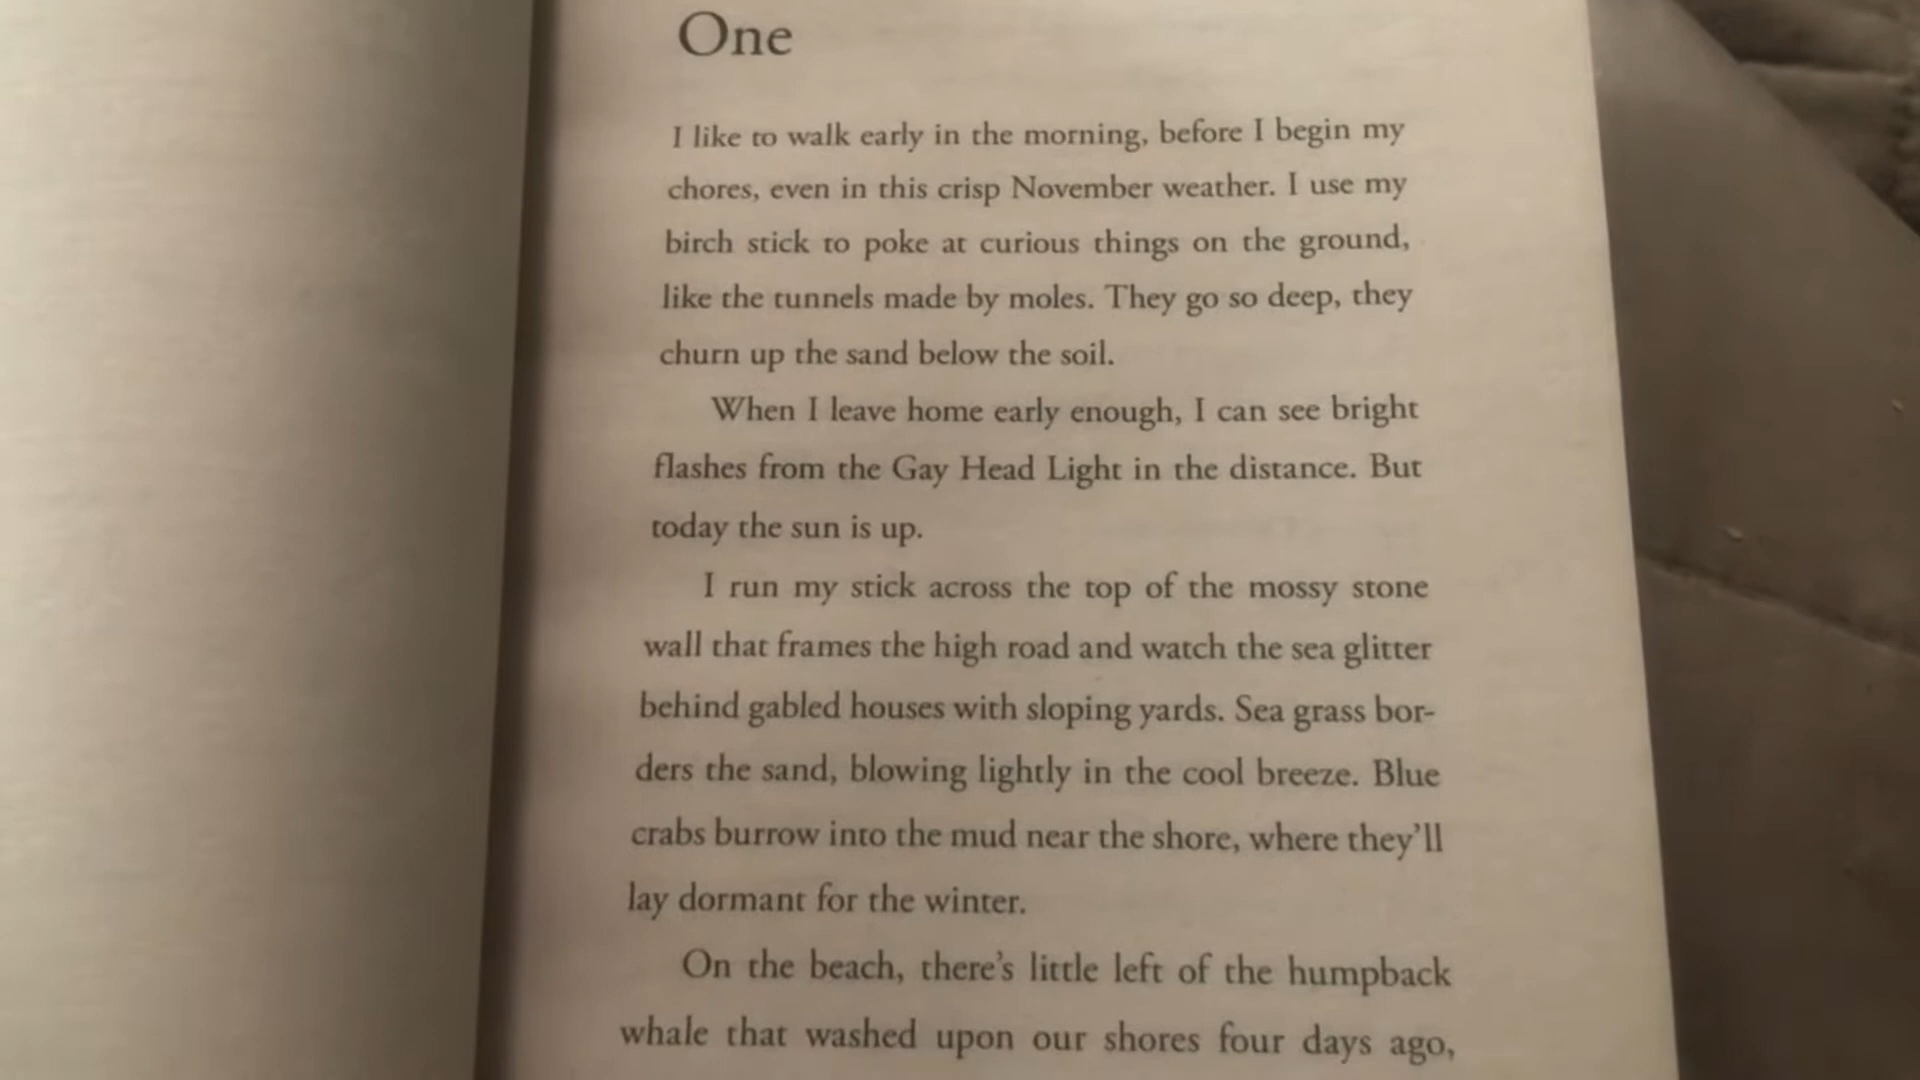 One
I like to walk early in the morning, before I begin my
chores, even in this crisp November weather. I use my
birch stick to poke at curious things on the ground,
like the tunnels made by moles. They go so deep, they
churn up the sand below the soil.
When I leave home early enough, I can see bright
flashes from the Gay Head Light in the distance. But
today the sun is up.
I run my stick across the top of the mossy stone
wall that frames the high road and watch the sea glitter
behind gabled houses with sloping yards. Sea grass bor-
ders the sand, blowing lightly in the cool breeze. Blue
crabs burrow into the mud near the shore, where they'll
lay dormant for the winter.
On the beach, there's little left of the humpback
whale that washed upon our shores four days ago,